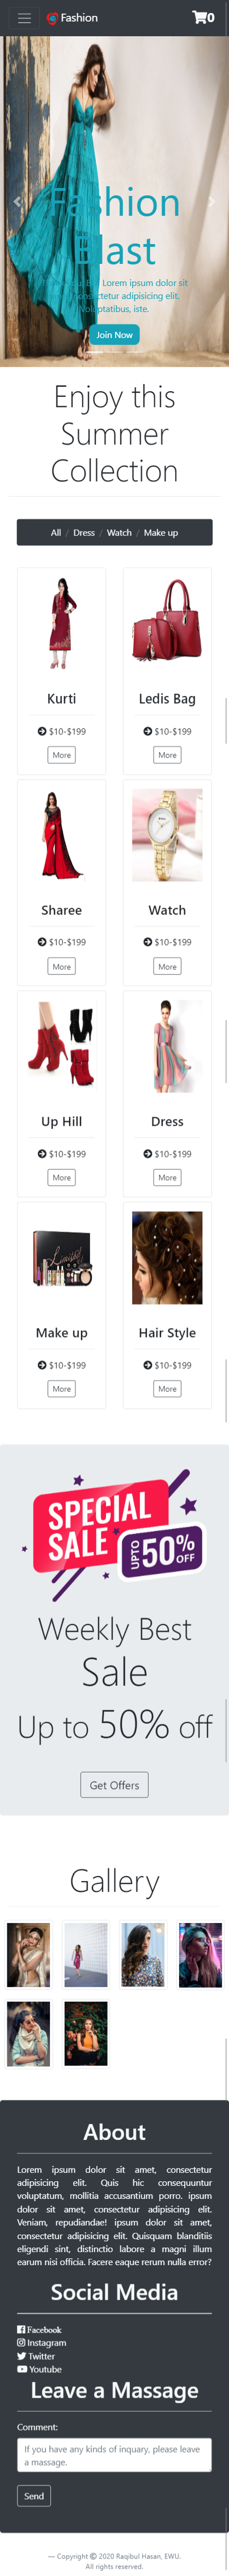 Fashion
0
Fashion
Blast
Lorem ipsum dolor sit
consectetur adipisicing elit.
Voluptatibus, iste.
Join Now
Enjoy this
Summer
Collection
All / Dress / Watch / Make up
Kurti
$10-$199
More
Ledis Bag
$10-$199
More
Sharee
$10-$199
More
Watch
$10-$199
More
Up Hill
$10-$199
More
Dress
$10-$199
More
Make up
$10-$199
More
Hair Style
$10-$199
More
SPECIAL
SALE
UPTO
50%
OFF
Weekly Best
Sale
Up to 50% off
Get Offers
Gallery
About
Lorem ipsum dolor sit amet, consectetur
adipisicing elit. Quis hic consequuntur
voluptatum, mollitia accusantium porro. ipsum
dolor sit amet, consectetur adipisicing elit.
Veniam, repudiandae! ipsum dolor sit amet,
consectetur adipisicing elit. Quisquam blanditiis
eligendi sint, distinctio labore a magni illum
earum nisi officia. Facere eaque rerum nulla error?
Social Media
Facebook
Instagram
Twitter
Youtube
Leave a Massage
Comment:
If you have any kinds of inquary, please leave
a massage.
Send
— Copyright © 2020 Raqibul Hasan, EWU.
All rights reserved.